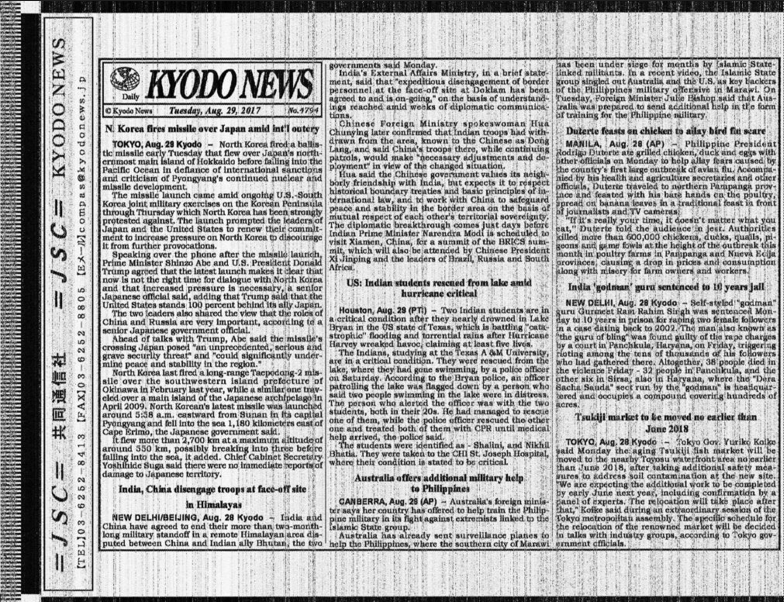 = JSC = 共同通信社 = JSC = KYODO NEWS
[TEL]03-6252-8413 [FAX]03-6252-8805 [Eメール]compass@kyodonews.jp
Daily
KYODO NEWS
© Kyodo News Tuesday, Aug. 29, 2017 No.4794
N. Korea fires missile over Japan amid int'l outcry
TOKYO, Aug. 29 Kyodo – North Korea fired a ballis-
tic missile early Tuesday that flew over Japan's north-
ernmost main island of Hokkaido before falling into the
Pacific Ocean in defiance of international sanctions
and criticism of Pyongyang's continued nuclear and
missile development.
The missile launch came amid ongoing U.S.-South
Korea joint military exercises on the Korean Peninsula
through Thursday which North Korea has been strongly
protested against. The launch prompted the leaders of
Japan and the United States to renew their commit-
ment to increase pressure on North Korea to discourage
it from further provocations.
Speaking over the phone after the missile launch,
Prime Minister Shinzo Abe and U.S. President Donald
Trump agreed that the latest launch makes it clear that
now is not the right time for dialogue with North Korea
and that increased pressure is necessary, a senior
Japanese official said, adding that Trump said that the
United States stands 100 percent behind its ally Japan.
The two leaders also shared the view that the roles of
China and Russia are very important, according to a
senior Japanese government official.
Ahead of talks with Trump, Abe said the missile's
crossing Japan posed "an unprecedented, serious and
grave security threat" and "could significantly under-
mine peace and stability in the region."
North Korea last fired a long-range Taepodong-2 mis-
sile over the southwestern island prefecture of
Okinawa in February last year, while a similar one trav-
eled over a main island of the Japanese archipelago in
April 2009. North Korean's latest missile was launched
around 5:58 a.m. eastward from Sunan in its capital
Pyongyang and fell into the sea 1,180 kilometers east of
Cape Erimo, the Japanese government said.
It flew more than 2,700 km at a maximum altitude of
around 550 km, possibly breaking into three before
falling into the sea, it added. Chief Cabinet Secretary
Yoshihide Suga said there were no immediate reports of
damage to Japanese territory.
India, China disengage troops at face-off site
in Himalayas
NEW DELHI/BEIJING, Aug. 28 Kyodo – India and
China have agreed to end their more than two-month-
long military standoff in a remote Himalayan area dis-
puted between China and Indian ally Bhutan, the two
governments said Monday.
India's External Affairs Ministry, in a brief state-
ment, said that "expeditious disengagement of border
personnel at the face-off site at Doklam has been
agreed to and is on-going," on the basis of understand-
ings reached amid weeks of diplomatic communica-
tions.
Chinese Foreign Ministry spokeswoman Hua
Chunying later confirmed that Indian troops had with-
drawn from the area, known to the Chinese as Dong
Lang, and said China's troops there, while continuing
patrols, would make "necessary adjustments and de-
ployment" in view of the changed situation.
Hua said the Chinese government values its neigh-
borly friendship with India, but expects it to respect
historical boundary treaties and basic principles of in-
ternational law, and to work with China to safeguard
peace and stability in the border area on the basis of
mutual respect of each other's territorial sovereignty.
The diplomatic breakthrough comes just days before
Indian Prime Minister Narendra Modi is scheduled to
visit Xiamen, China, for a summit of the BRICS sum-
mit, which will also be attended by Chinese President
Xi Jinping and the leaders of Brazil, Russia and South
Africa.
US: Indian students rescued from lake amid
hurricane critical
Houston, Aug. 29 (PTI) – Two Indian students are in
a critical condition after they nearly drowned in Lake
Bryan in the US state of Texas, which is battling "cata-
strophic" flooding and torrential rains after Hurricane
Harvey wreaked havoc, claiming at least five lives.
The Indians, studying at the Texas A &M University
are in a critical condition. They were rescued from the
lake, where they had gone swimming, by a police officer
on Saturday. According to the Bryan police, an officer
patrolling the lake was flagged down by a person who
said two people swimming in the lake were in distress.
The person who alerted the officer was with the two
students, both in their 20s. He had managed to rescue
one of them, while the police officer rescued the other
one and treated both of them with CPR until medical
help arrived, the police said.
The students were identified as - Shalini, and Nikhil
Bhatia. They were taken to the CHI St. Joseph Hospital,
where their condition is stated to be critical.
Australia offers additional military help
to Philippines
CANBERRA, Aug. 29 (AP) – Australia's foreign minis-
ter says her country has offered to help train the Philip-
pine military in its fight against extremists linked to the
Islamic State group.
Australia has already sent surveillance planes to
help the Philippines, where the southern city of Marawi
has been under siege for months by Islamic State-
linked militants. In a recent video, the Islamic State
group singled out Australia and the U.S. as key backers
of the Philippines military offensive in Marawi. On
Tuesday, Foreign Minister Julie Bishop said that Aus-
tralia was prepared to send additional help in the form
of training for the Philippine military.
Duterte feasts on chicken to allay bird flu scare
MANILA, Aug. 28 (AP) – Philippine President
Rodrigo Duterte ate grilled chicken, duck and eggs with
other officials on Monday to help allay fears caused by
the country's first large outbreak of avian flu. Accompa-
nied by his health and agriculture secretaries and other
officials, Duterte traveled to northern Pampanga prov-
ince and feasted with his bare hands on the poultry,
spread on banana leaves in a traditional feast in front
of journalists and TV cameras.
"If it's really your time, it doesn't matter what you
eat," Duterte told the audience in jest. Authorities
killed more than 600,000 chickens, ducks, quails, pi-
geons and game fowls at the height of the outbreak this
month in poultry farms in Pampanga and Nueva Ecija
provinces, causing a drop in prices and consumption
along with misery for farm owners and workers.
India 'godman' guru sentenced to 10 years jail
NEW DELHI, Aug. 28 Kyodo – Self-styled "godman"
guru Gurmeet Ram Rahim Singh was sentenced Mon-
day to 10 years in prison for raping two female followers
in a case dating back to 2002. The man also known as
"the guru of bling" was found guilty of the rape charges
by a court in Panchkula, Haryana, on Friday, triggering
rioting among the tens of thousands of his followers
who had gathered there. Altogether, 38 people died in
the violence Friday - 32 people in Panchkula, and the
other six in Sirsa, also in Haryana, where the "Dera
Sacha Sauda" sect run by the "godman" is headquar-
tered and occupies a compound covering hundreds of
acres.
Tsukiji market to be moved no earlier than
June 2018
TOKYO, Aug. 28 Kyodo – Tokyo Gov. Yuriko Koike
said Monday the aging Tsukiji fish market will be
moved to the nearby Toyosu waterfront area no earlier
than June 2018, after taking additional safety mea-
sures to address soil contamination at the new site.
"We are expecting the additional work to be completed
by early June next year, including confirmation by a
panel of experts. The relocation will take place after
that," Koike said during an extraordinary session of the
Tokyo metropolitan assembly. The specific schedule for
the relocation of the renowned market will be decided
in talks with industry groups, according to Tokyo gov-
ernment officials.